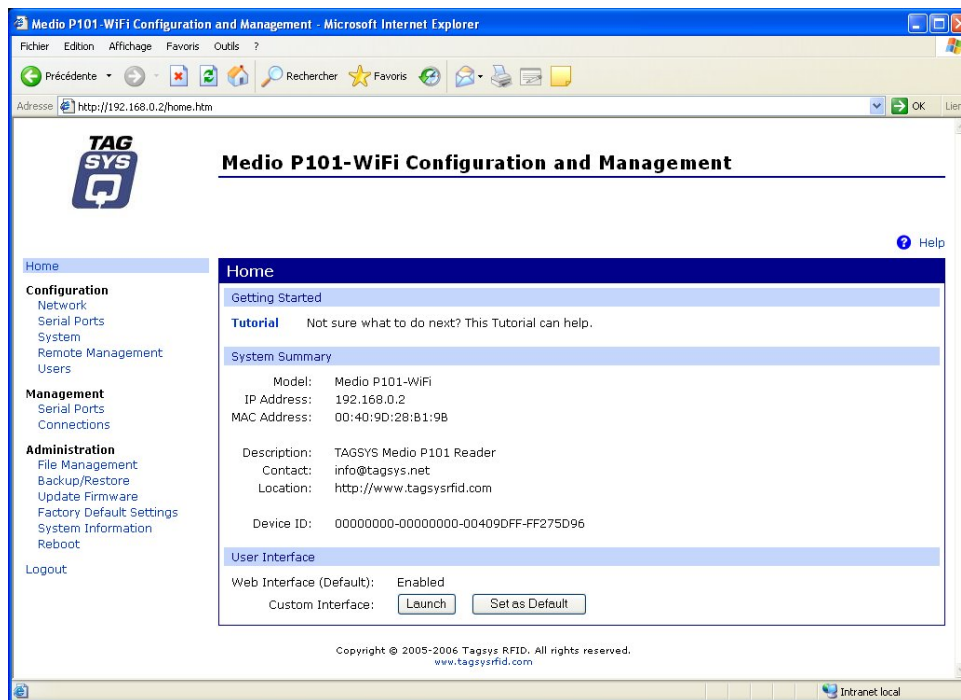 Medio P101-WiFi Configuration and Management - Microsoft Internet Explorer
Fichier Edition Affichage Favoris Outils ?
Précédente Rechercher Favoris
Adresse http://192.168.0.2/home.htm OK Lien
TAG
SYS
Medio P101-WiFi Configuration and Management
? Help
Home
Configuration
Network
Serial Ports
System
Remote Management
Users
Management
Serial Ports
Connections
Administration
File Management
Backup/Restore
Update Firmware
Factory Default Settings
System Information
Reboot
Logout
Home
Getting Started
Tutorial Not sure what to do next? This Tutorial can help.
System Summary
Model: Medio P101-WiFi
IP Address: 192.168.0.2
MAC Address: 00:40:9D:28:B1:9B
Description: TAGSYS Medio P101 Reader
Contact: info@tagsys.net
Location: http://www.tagsysrfid.com
Device ID: 00000000-00000000-00409DFF-FF275D96
User Interface
Web Interface (Default): Enabled
Custom Interface: Launch Set as Default
Copyright © 2005-2006 Tagsys RFID. All rights reserved.
www.tagsysrfid.com
Intranet local